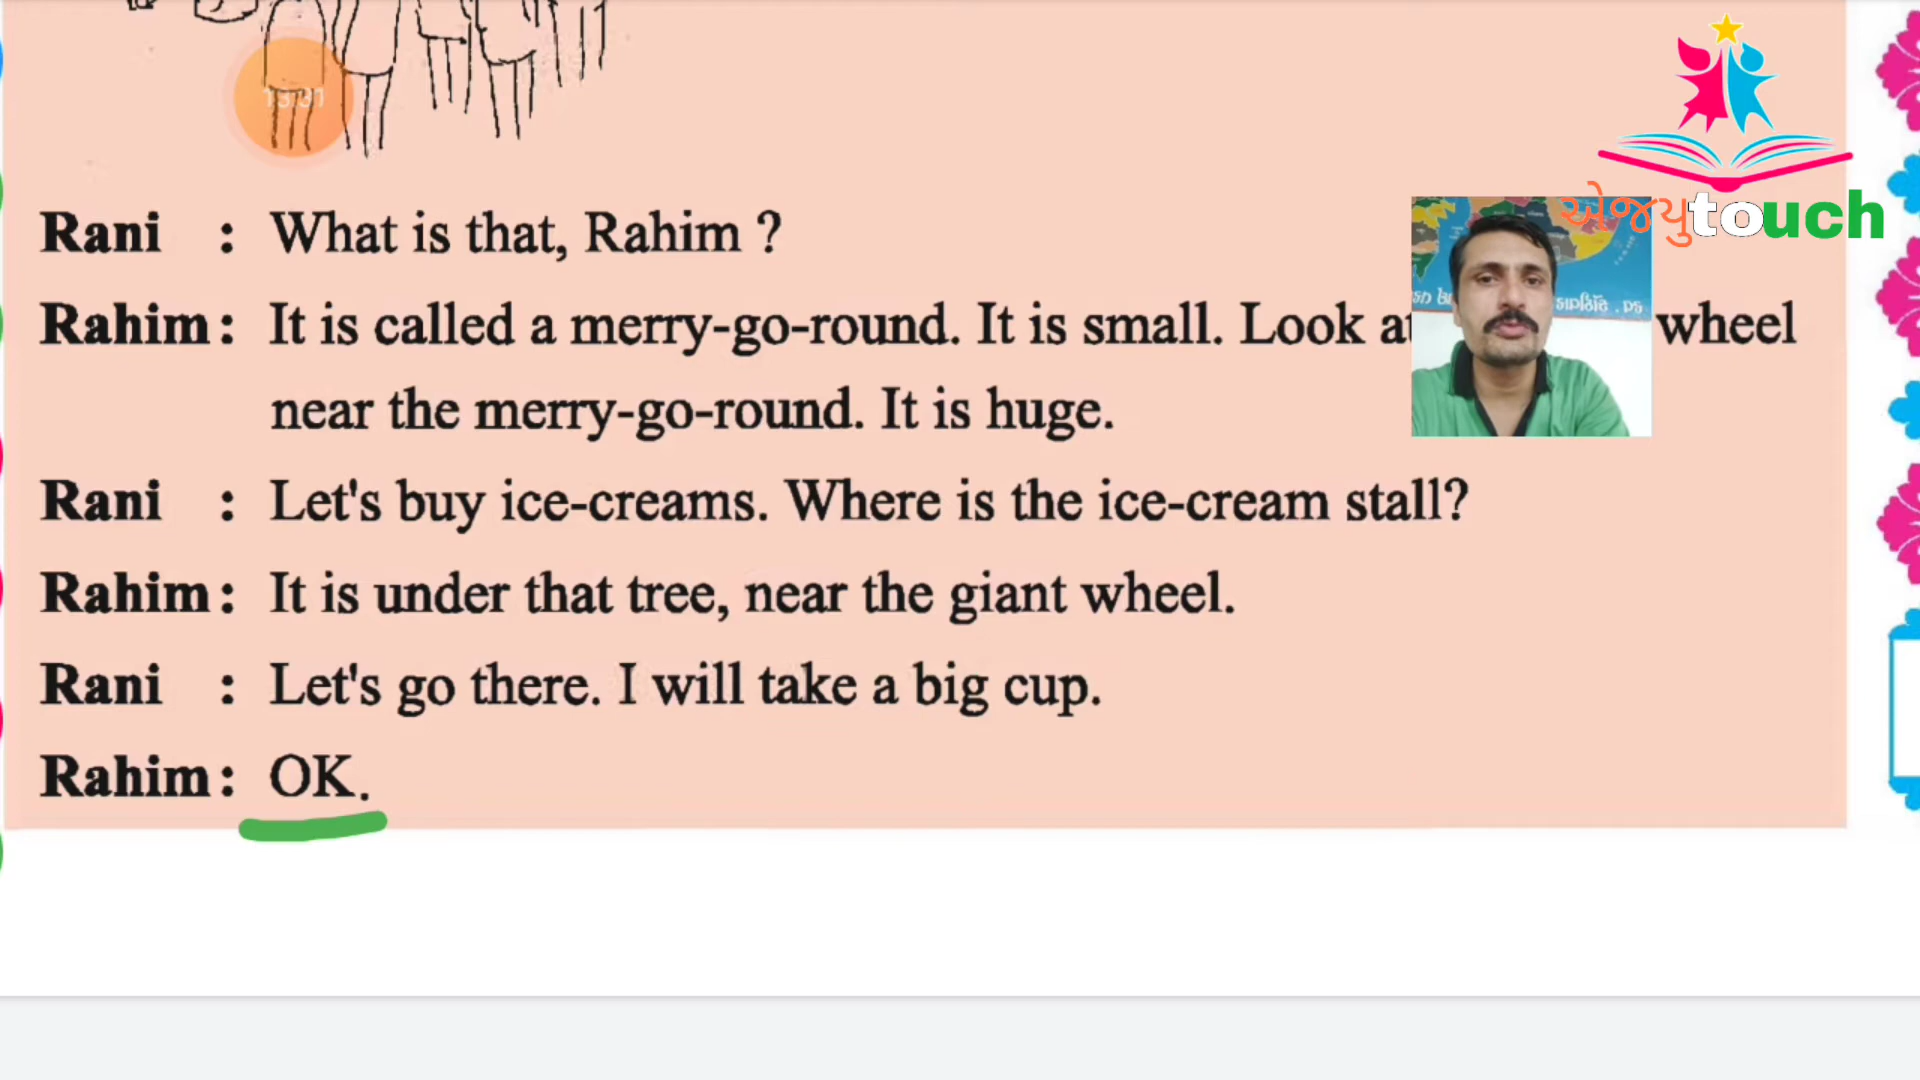 13:31
એજ્યુtouch
Rani : What is that, Rahim ?
Rahim : It is called a merry-go-round. It is small. Look at wheel
near the merry-go-round. It is huge.
Rani : Let's buy ice-creams. Where is the ice-cream stall?
Rahim : It is under that tree, near the giant wheel.
Rani : Let's go there. I will take a big cup.
Rahim : OK.